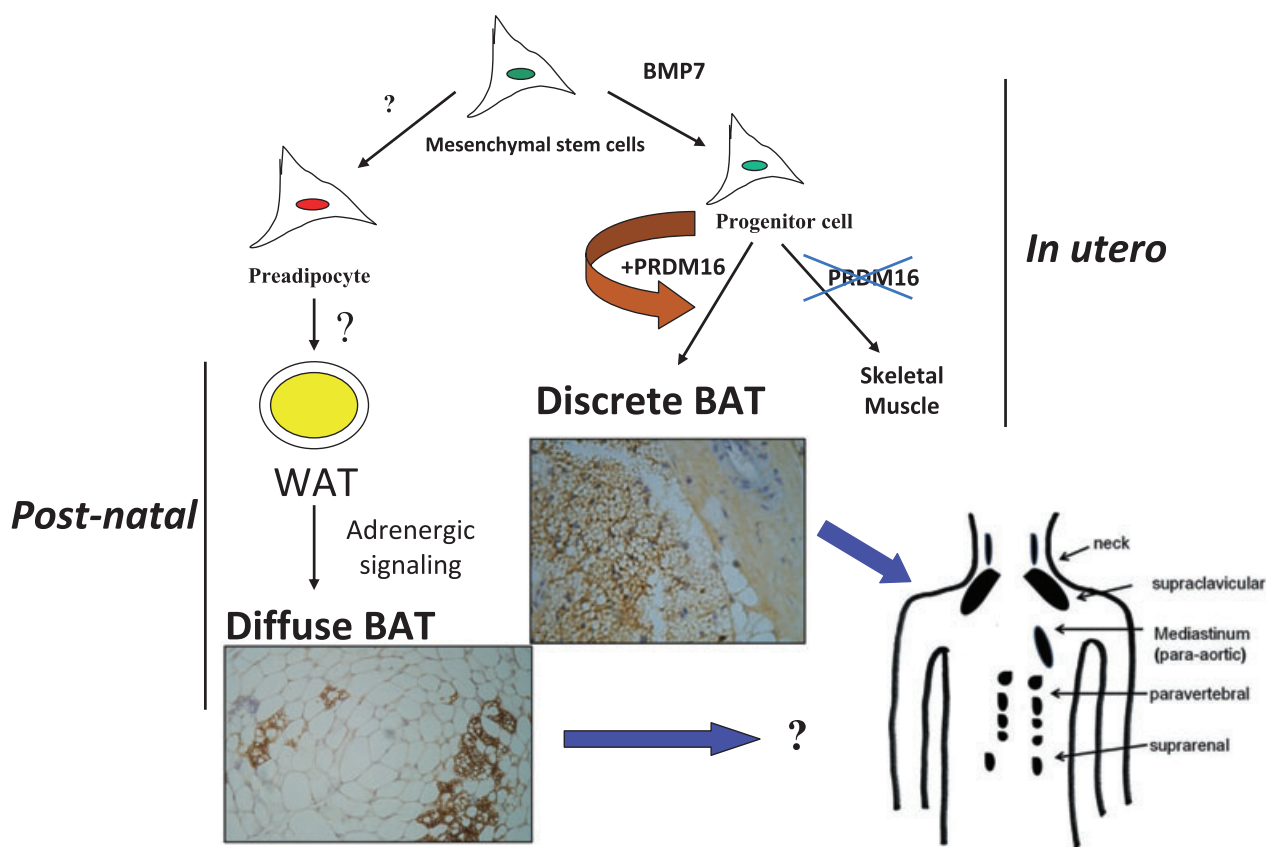 BMP7
?
Mesenchymal stem cells
Progenitor cell
In utero
Preadipocyte
+PRDM16
PRDM16
?
Skeletal
Muscle
Discrete BAT
WAT
Post-natal
Adrenergic
signaling
neck
supraclavicular
Diffuse BAT
Mediastinum
(para-aortic)
paravertebral
?
suprarenal